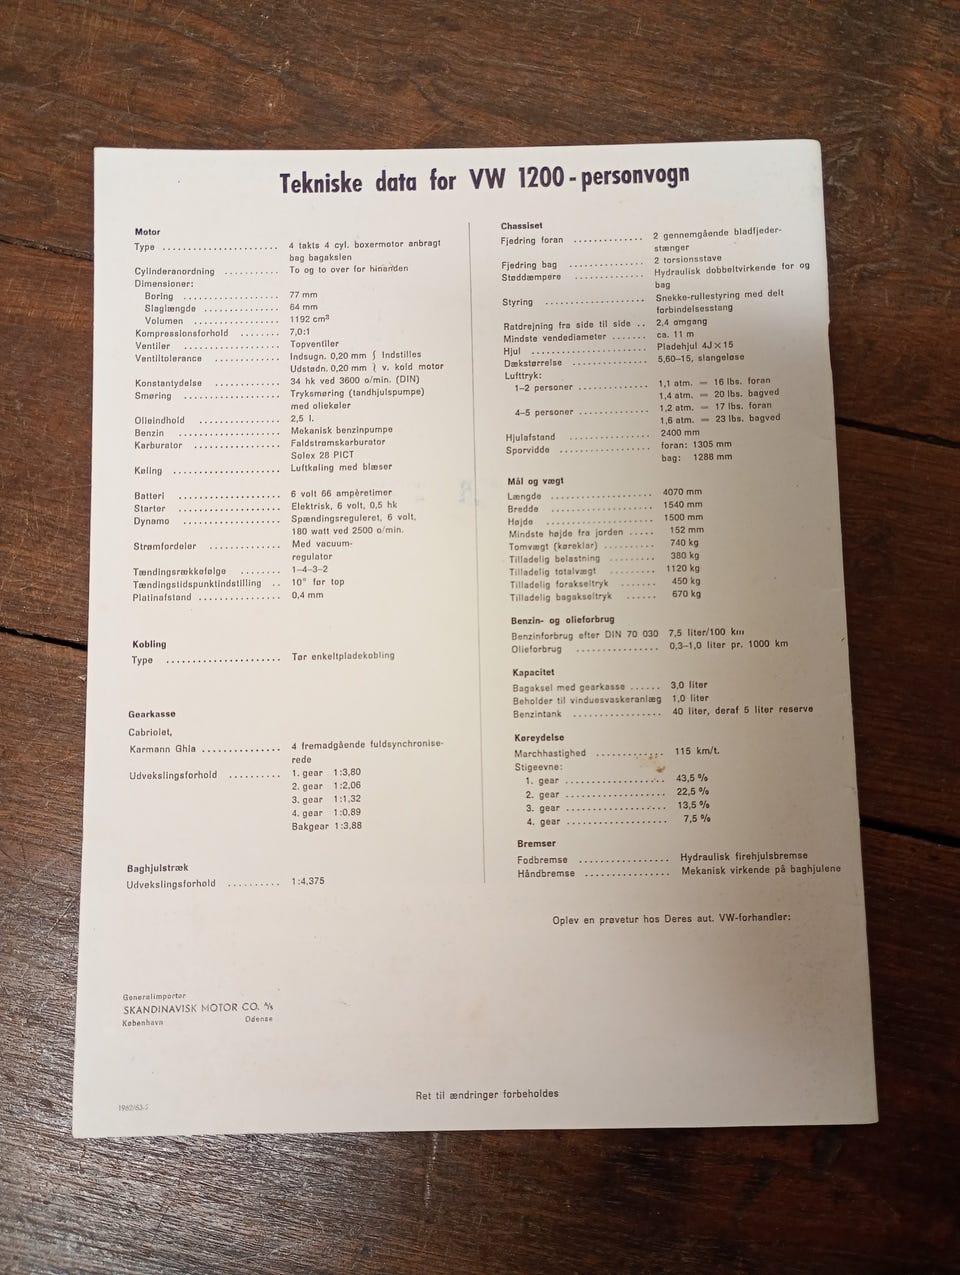 Tekniske data for VW 1200 - personvogn
Motor
Type ....................... 4 takts 4 cyl. boxermotor anbragt
bag bagakslen
Cylinderanordning ........... To og to over for hinanden
Dimensioner:
Boring ................... 77 mm
Slaglængde ............... 64 mm
Volumen ................. 1192 cm³
Kompressionsforhold ........ 7,0:1
Ventiler .................... Topventiler
Ventiltolerance .............. Indsugn. 0,20 mm ⎰ Indstilles
Udstødn. 0,20 mm ⎱ v. kold motor
Konstantydelse ............. 34 hk ved 3600 o/min. (DIN)
Smøring ................... Tryksmøring (tandhjulspumpe)
med oliekøler
Olieindhold ................ 2,5 l.
Benzin .................... Mekanisk benzinpumpe
Karburator ................. Faldstrømskarburator
Solex 28 PICT
Køling ..................... Luftkøling med blæser
Batteri .................... 6 volt 66 ampèretimer
Starter .................... Elektrisk, 6 volt, 0,5 hk
Dynamo ................... Spændingsreguleret, 6 volt,
180 watt ved 2500 o/min.
Strømfordeler .............. Med vacuum-
regulator
Tændingsrækkefølge ........ 1-4-3-2
Tændingstidspunktindstilling .. 10° før top
Platinafstand ................ 0,4 mm
Kobling
Type ....................... Tør enkeltpladekobling
Gearkasse
Cabriolet,
Karmann Ghia ............... 4 fremadgående fuldsynchronise-
rede
Udvekslingsforhold .......... 1. gear 1:3,80
2. gear 1:2,06
3. gear 1:1,32
4. gear 1:0,89
Bakgear 1:3,88
Baghjulstræk
Udvekslingsforhold .......... 1:4,375
Generalimportør
SKANDINAVISK MOTOR CO. A/S
København Odense
1962/63-5
Chassiset
Fjedring foran .............. 2 gennemgående bladfjeder-
stænger
Fjedring bag ................ 2 torsionsstave
Støddæmpere .............. Hydraulisk dobbeltvirkende for og
bag
Styring .................... Snekke-rullestyring med delt
forbindelsesstang
Ratdrejning fra side til side .. 2,4 omgang
Mindste vendediameter ....... ca. 11 m
Hjul ....................... Pladehjul 4J×15
Dækstørrelse ............... 5,60-15, slangeløse
Lufttryk:
1-2 personer .............. 1,1 atm. = 16 lbs. foran
1,4 atm. = 20 lbs. bagved
4-5 personer .............. 1,2 atm. = 17 lbs. foran
1,6 atm. = 23 lbs. bagved
Hjulafstand ................ 2400 mm
Sporvidde .................. foran: 1305 mm
bag: 1288 mm
Mål og vægt
Længde .................... 4070 mm
Bredde .................... 1540 mm
Højde ..................... 1500 mm
Mindste højde fra jorden ..... 152 mm
Tomvægt (køreklar) .......... 740 kg
Tilladelig belastning ......... 380 kg
Tilladelig totalvægt .......... 1120 kg
Tilladelig forakseltryk ....... 450 kg
Tilladelig bagakseltryk ...... 670 kg
Benzin- og olieforbrug
Benzinforbrug efter DIN 70 030 7,5 liter/100 km
Olieforbrug ................ 0,3-1,0 liter pr. 1000 km
Kapacitet
Bagaksel med gearkasse ...... 3,0 liter
Beholder til vinduesvaskeranlæg 1,0 liter
Benzintank ................. 40 liter, deraf 5 liter reserve
Køreydelse
Marchhastighed ............. 115 km/t.
Stigeevne:
1. gear .................... 43,5 %
2. gear .................... 22,5 %
3. gear .................... 13,5 %
4. gear .................... 7,5 %
Bremser
Fodbremse ................. Hydraulisk firehjulsbremse
Håndbremse ................ Mekanisk virkende på baghjulene
Oplev en prøvetur hos Deres aut. VW-forhandler:
Ret til ændringer forbeholdes